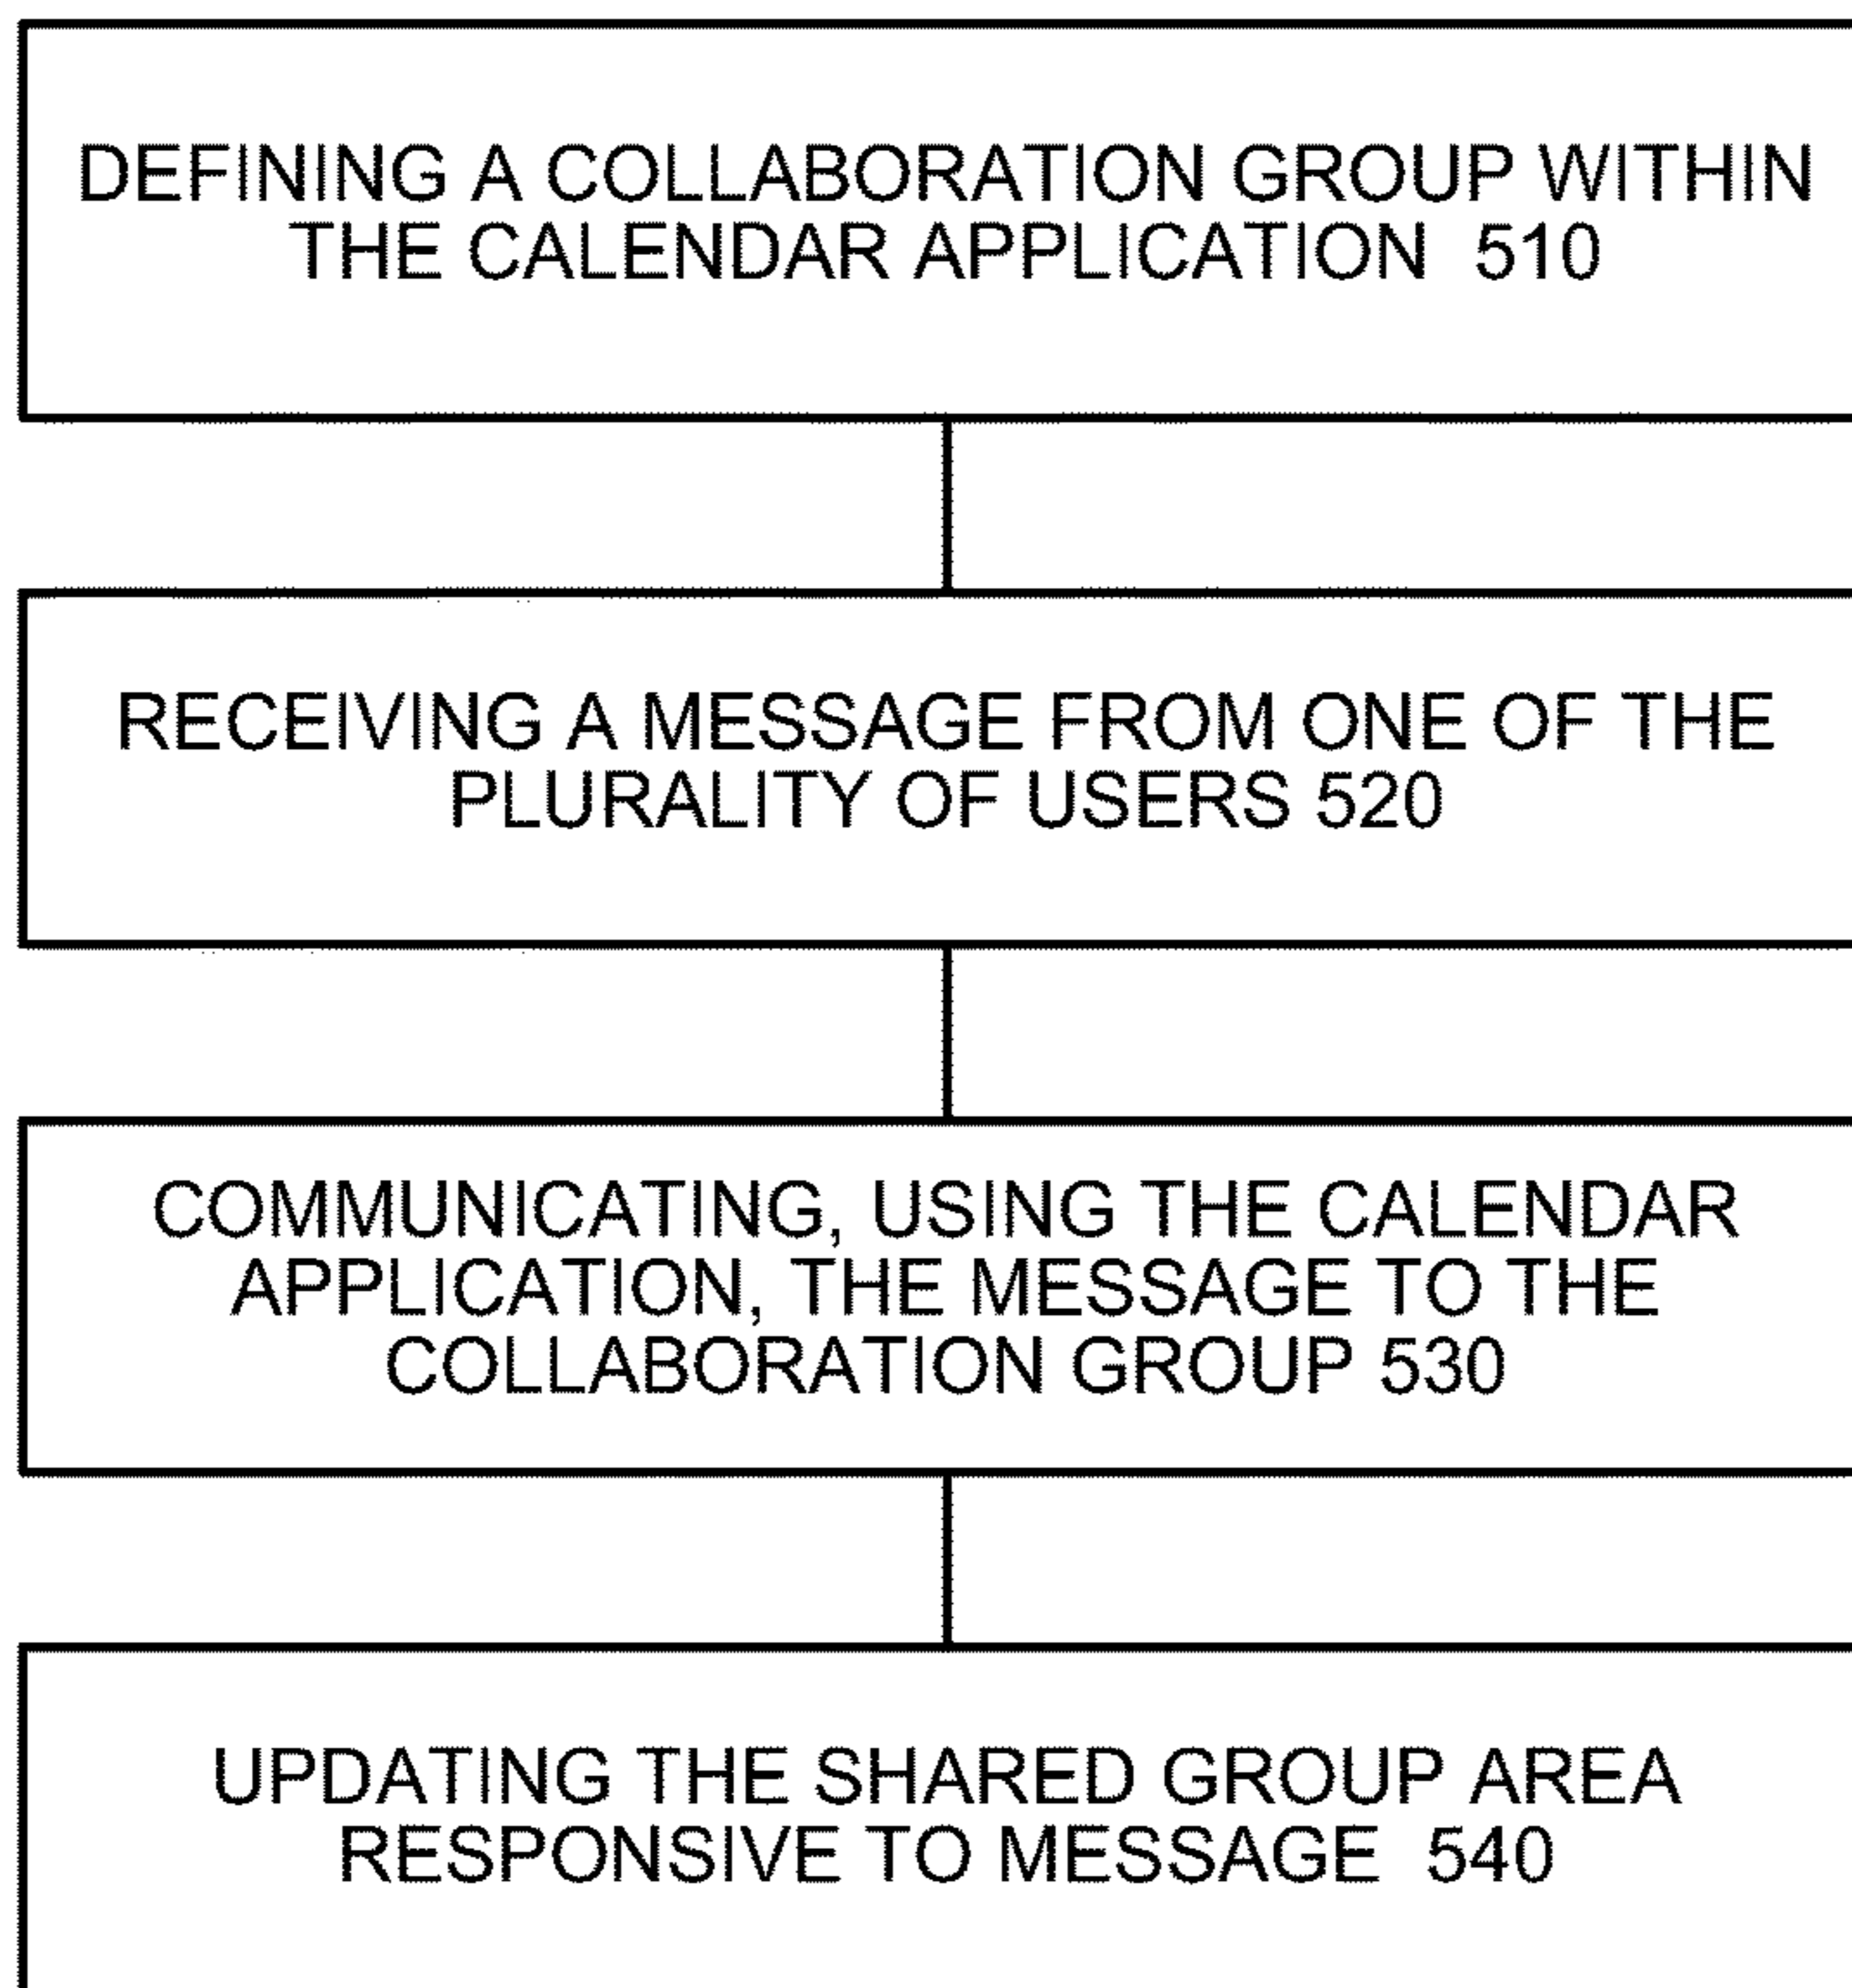 DEFINING A COLLABORATION GROUP WITHIN
THE CALENDAR APPLICATION 510
RECEIVING A MESSAGE FROM ONE OF THE
PLURALITY OF USERS 520
COMMUNICATING, USING THE CALENDAR
APPLICATION, THE MESSAGE TO THE
COLLABORATION GROUP 530
UPDATING THE SHARED GROUP AREA
RESPONSIVE TO MESSAGE 540